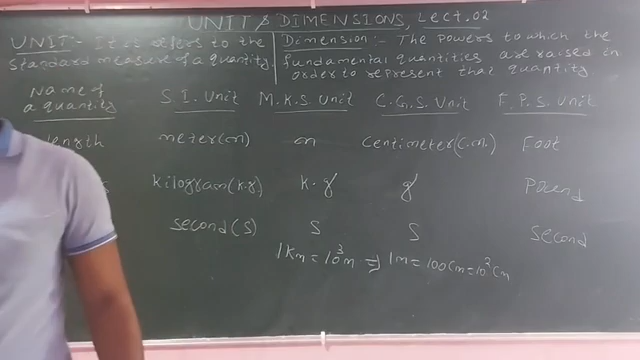 UNIT & DIMENSIONS, Lect. 02
UNIT:- It is refers to the
standard measure of a quantity.
Dimension:- The powers to which the
fundamental quantities are raised in
order to represent that quantity
Name of
a quantity
S.I. Unit
M.K.S. Unit
C.G.S. Unit
F.P.S. Unit
length
meter(m)
m
Centimeter(C.m.)
Foot
kilogram(k.g)
k.g
g
Pound
second(s)
S
S
second
1km = 10³m ⇒ 1m = 100cm = 10²cm